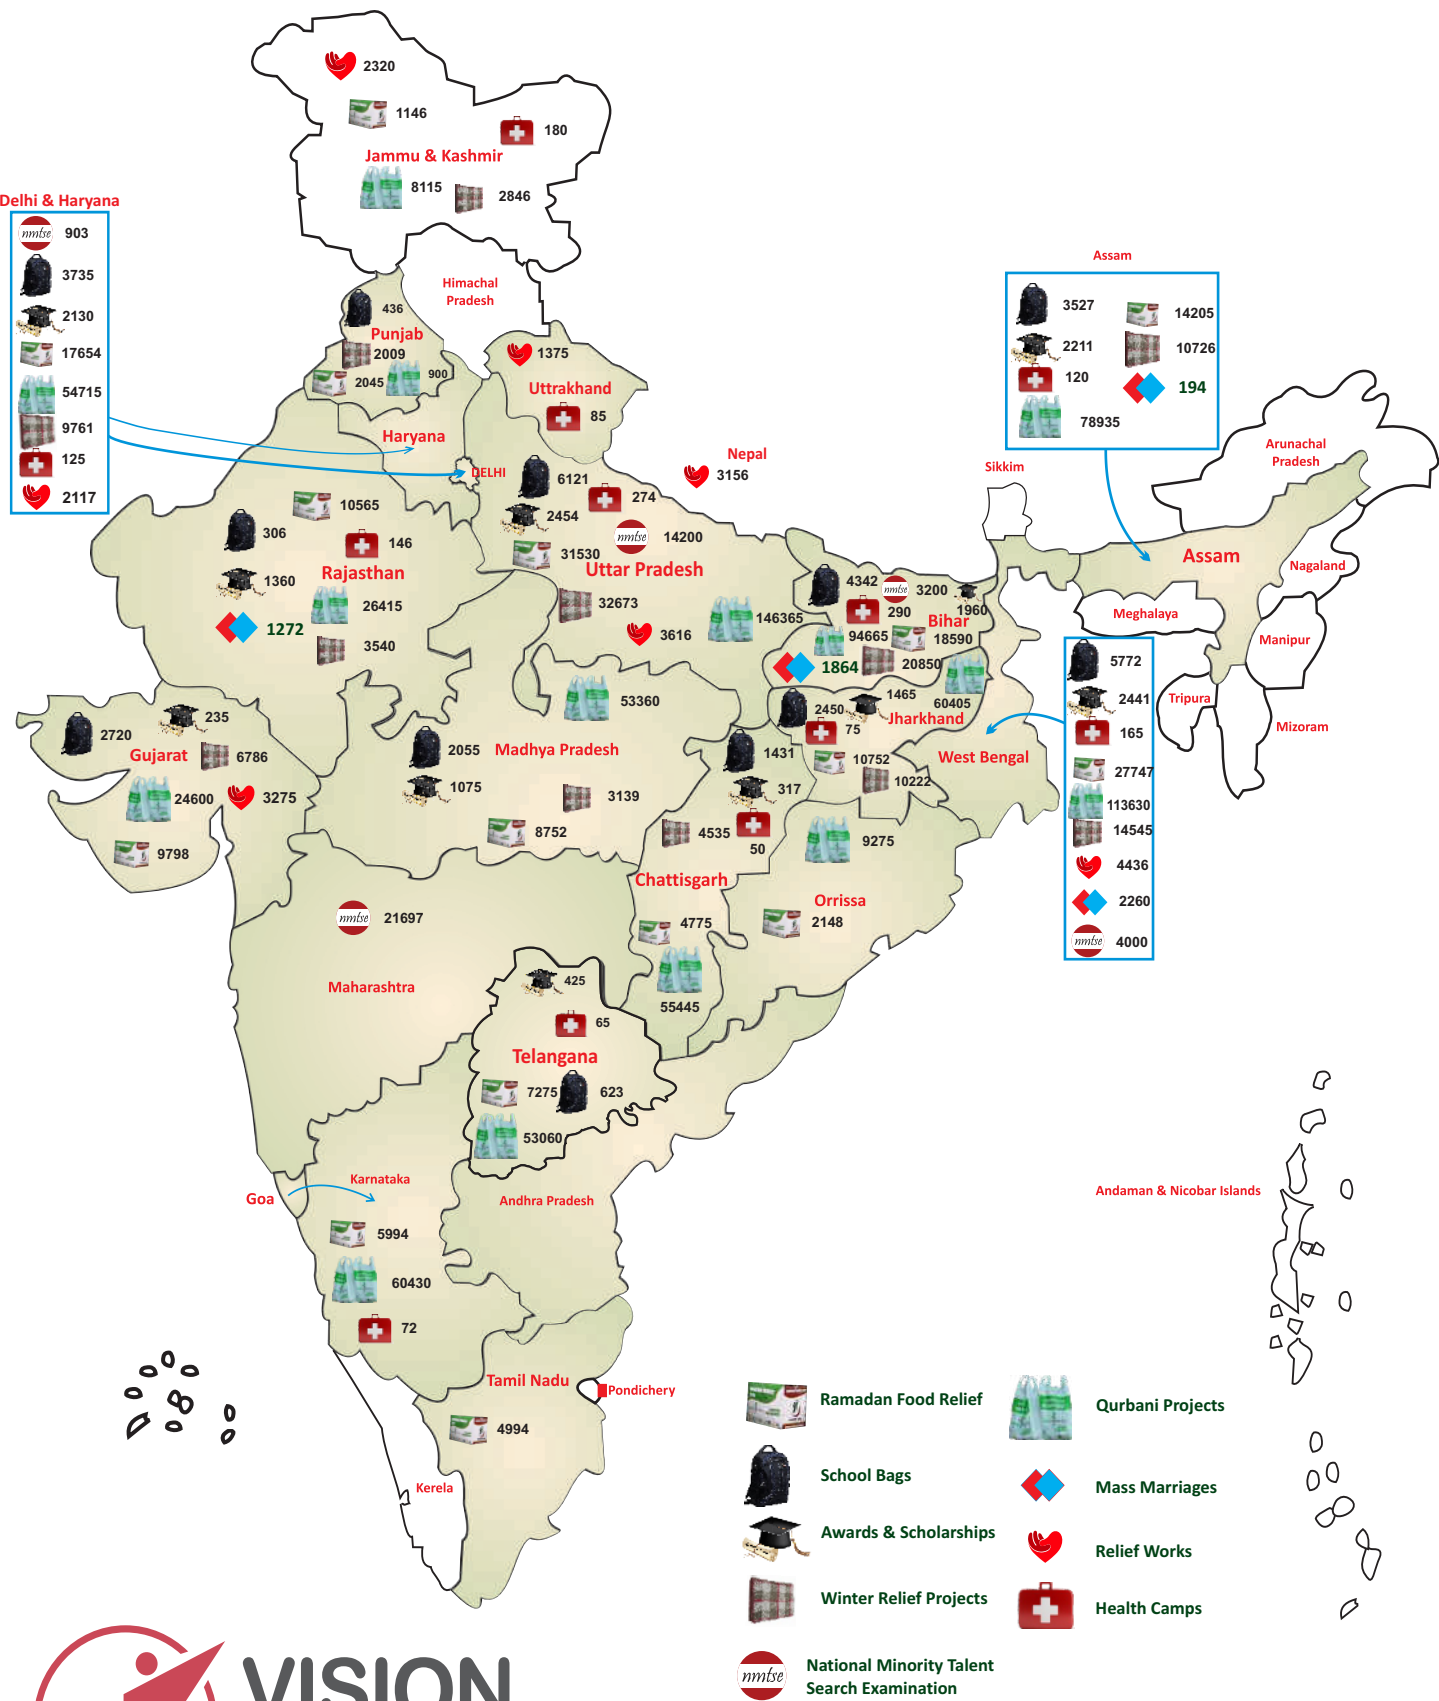 2320
1146
180
Jammu & Kashmir
8115
2846
Delhi & Haryana
nmtse 903
3735
2130
17654
54715
9761
125
2117
Himachal
Pradesh
436
Punjab
2009
2045
900
1375
Uttrakhand
85
Haryana
DELHI
Nepal
3156
Assam
3527
14205
2211
10726
120
194
78935
Sikkim
Arunachal
Pradesh
Assam
Nagaland
Meghalaya
Manipur
Tripura
Mizoram
10565
306
146
Rajasthan
1360
26415
1272
3540
6121
274
2454
nmtse 14200
31530
Uttar Pradesh
32673
146365
3616
4342
nmtse 3200
290
1960
Bihar
94665
18590
1864
20850
60405
1465
2450
Jharkhand
75
10752
10222
West Bengal
5772
2441
165
27747
113630
14545
4436
2260
nmtse 4000
235
2720
Gujarat
6786
24600
3275
9798
53360
2055
Madhya Pradesh
1075
3139
8752
1431
317
4535
50
Chattisgarh
4775
55445
9275
Orrissa
2148
nmtse 21697
Maharashtra
425
65
Telangana
7275
623
53060
Goa
Karnataka
5994
60430
72
Andhra Pradesh
Andaman & Nicobar Islands
Tamil Nadu
Pondichery
4994
Kerela
Ramadan Food Relief
Qurbani Projects
School Bags
Mass Marriages
Awards & Scholarships
Relief Works
Winter Relief Projects
Health Camps
nmtse
National Minority Talent
Search Examination
VISION